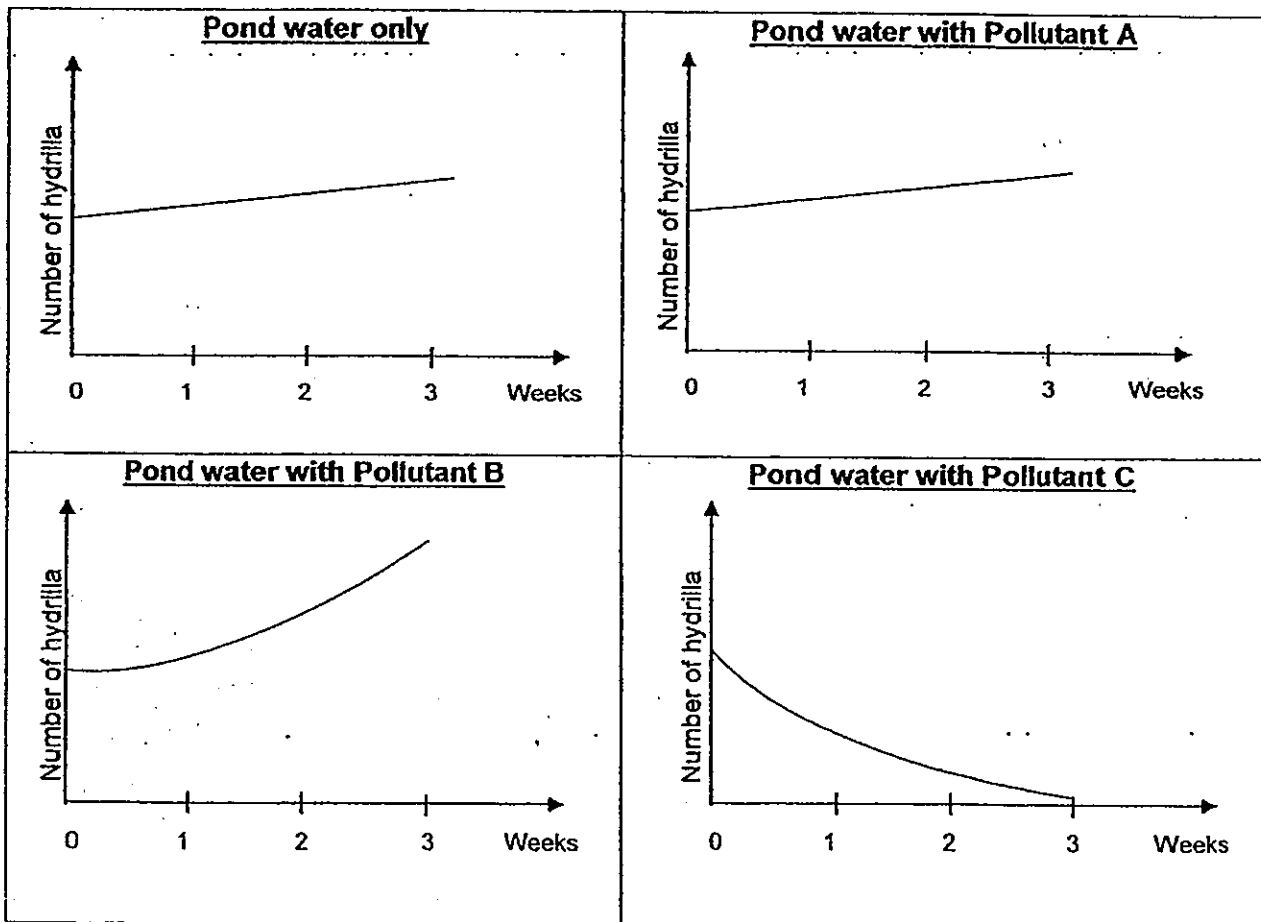 Pond water only
Number of hydrilla
0 1 2 3 Weeks
Pond water with Pollutant A
Number of hydrilla
0 1 2 3 Weeks
Pond water with Pollutant B
Number of hydrilla
0 1 2 3 Weeks
Pond water with Pollutant C
Number of hydrilla
0 1 2 3 Weeks